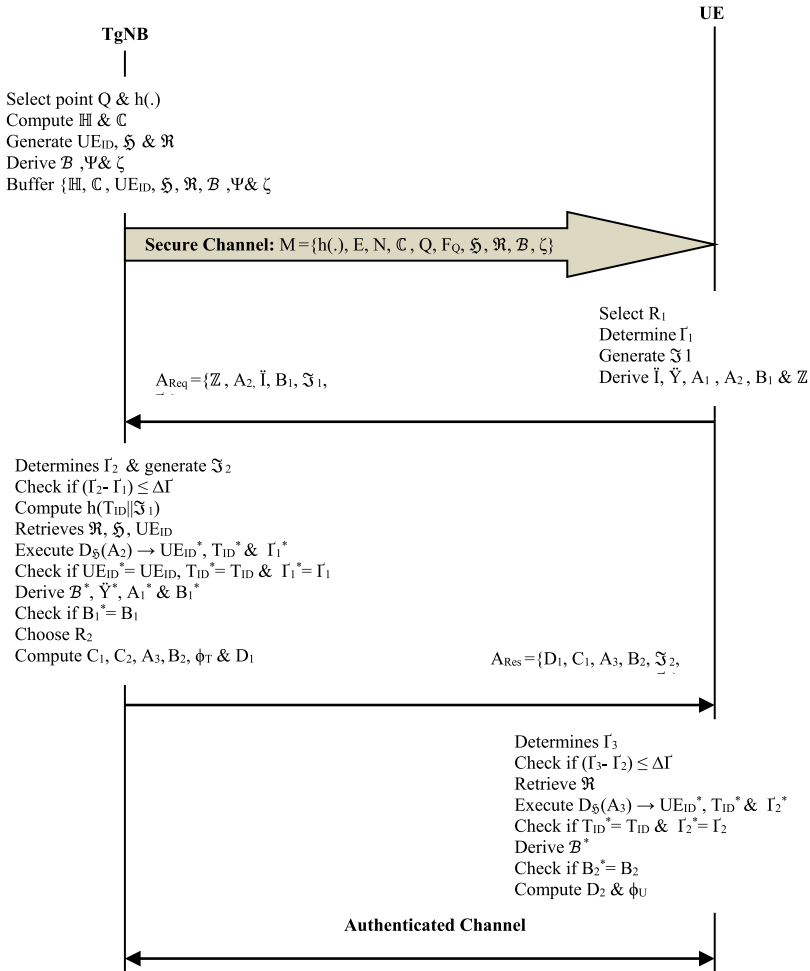 TgNB
UE
Select point Q & h(.)
Compute ℍ & ℂ
Generate UE_ID, ℌ & ℜ
Derive ℬ ,Ψ& ζ
Buffer {ℍ, ℂ, UE_ID, ℌ, ℜ, ℬ ,Ψ& ζ
Secure Channel: M={h(.), E, N, ℂ, Q, F_Q, ℌ, ℜ, ℬ, ζ}
Select R₁
Determine Ґ₁
Generate ℑ1
Derive Ï, Ÿ, A₁ , A₂ , B₁ & ℤ
A_Req={ℤ, A₂, Ï, B₁, ℑ₁,
Determines Ґ₂ & generate ℑ₂
Check if (Ґ₂- Ґ₁) ≤ ΔҐ
Compute h(T_ID||ℑ₁)
Retrieves ℜ, ℌ, UE_ID
Execute D_ℌ(A₂) → UE_ID*, T_ID* & Ґ₁*
Check if UE_ID*= UE_ID, T_ID*= T_ID & Ґ₁*= Ґ₁
Derive ℬ*, Ÿ*, A₁* & B₁*
Check if B₁*= B₁
Choose R₂
Compute C₁, C₂, A₃, B₂, ϕ_T & D₁
A_Res={D₁, C₁, A₃, B₂, ℑ₂,
Determines Ґ₃
Check if (Ґ₃- Ґ₂) ≤ ΔҐ
Retrieve ℜ
Execute D_ℌ(A₃) → UE_ID*, T_ID* & Ґ₂*
Check if T_ID*= T_ID & Ґ₂*= Ґ₂
Derive ℬ*
Check if B₂*= B₂
Compute D₂ & ϕ_U
Authenticated Channel